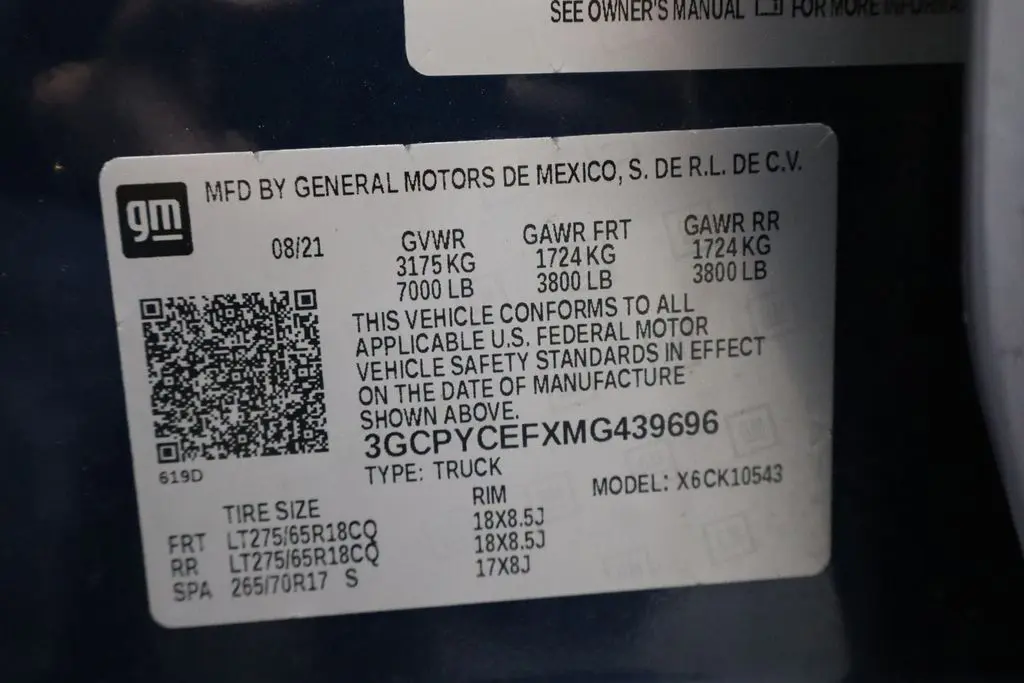 SEE OWNER'S MANUAL FOR MORE
gm
MFD BY GENERAL MOTORS DE MEXICO, S. DE R.L. DE C.V.
08/21 GVWR GAWR FRT GAWR RR
3175 KG 1724 KG 1724 KG
7000 LB 3800 LB 3800 LB
THIS VEHICLE CONFORMS TO ALL
APPLICABLE U.S. FEDERAL MOTOR
VEHICLE SAFETY STANDARDS IN EFFECT
ON THE DATE OF MANUFACTURE
SHOWN ABOVE.
3GCPYCEFXMG439696
619D
TYPE: TRUCK MODEL: X6CK10543
TIRE SIZE RIM
FRT LT275/65R18CQ 18X8.5J
RR LT275/65R18CQ 18X8.5J
SPA 265/70R17 S 17X8J